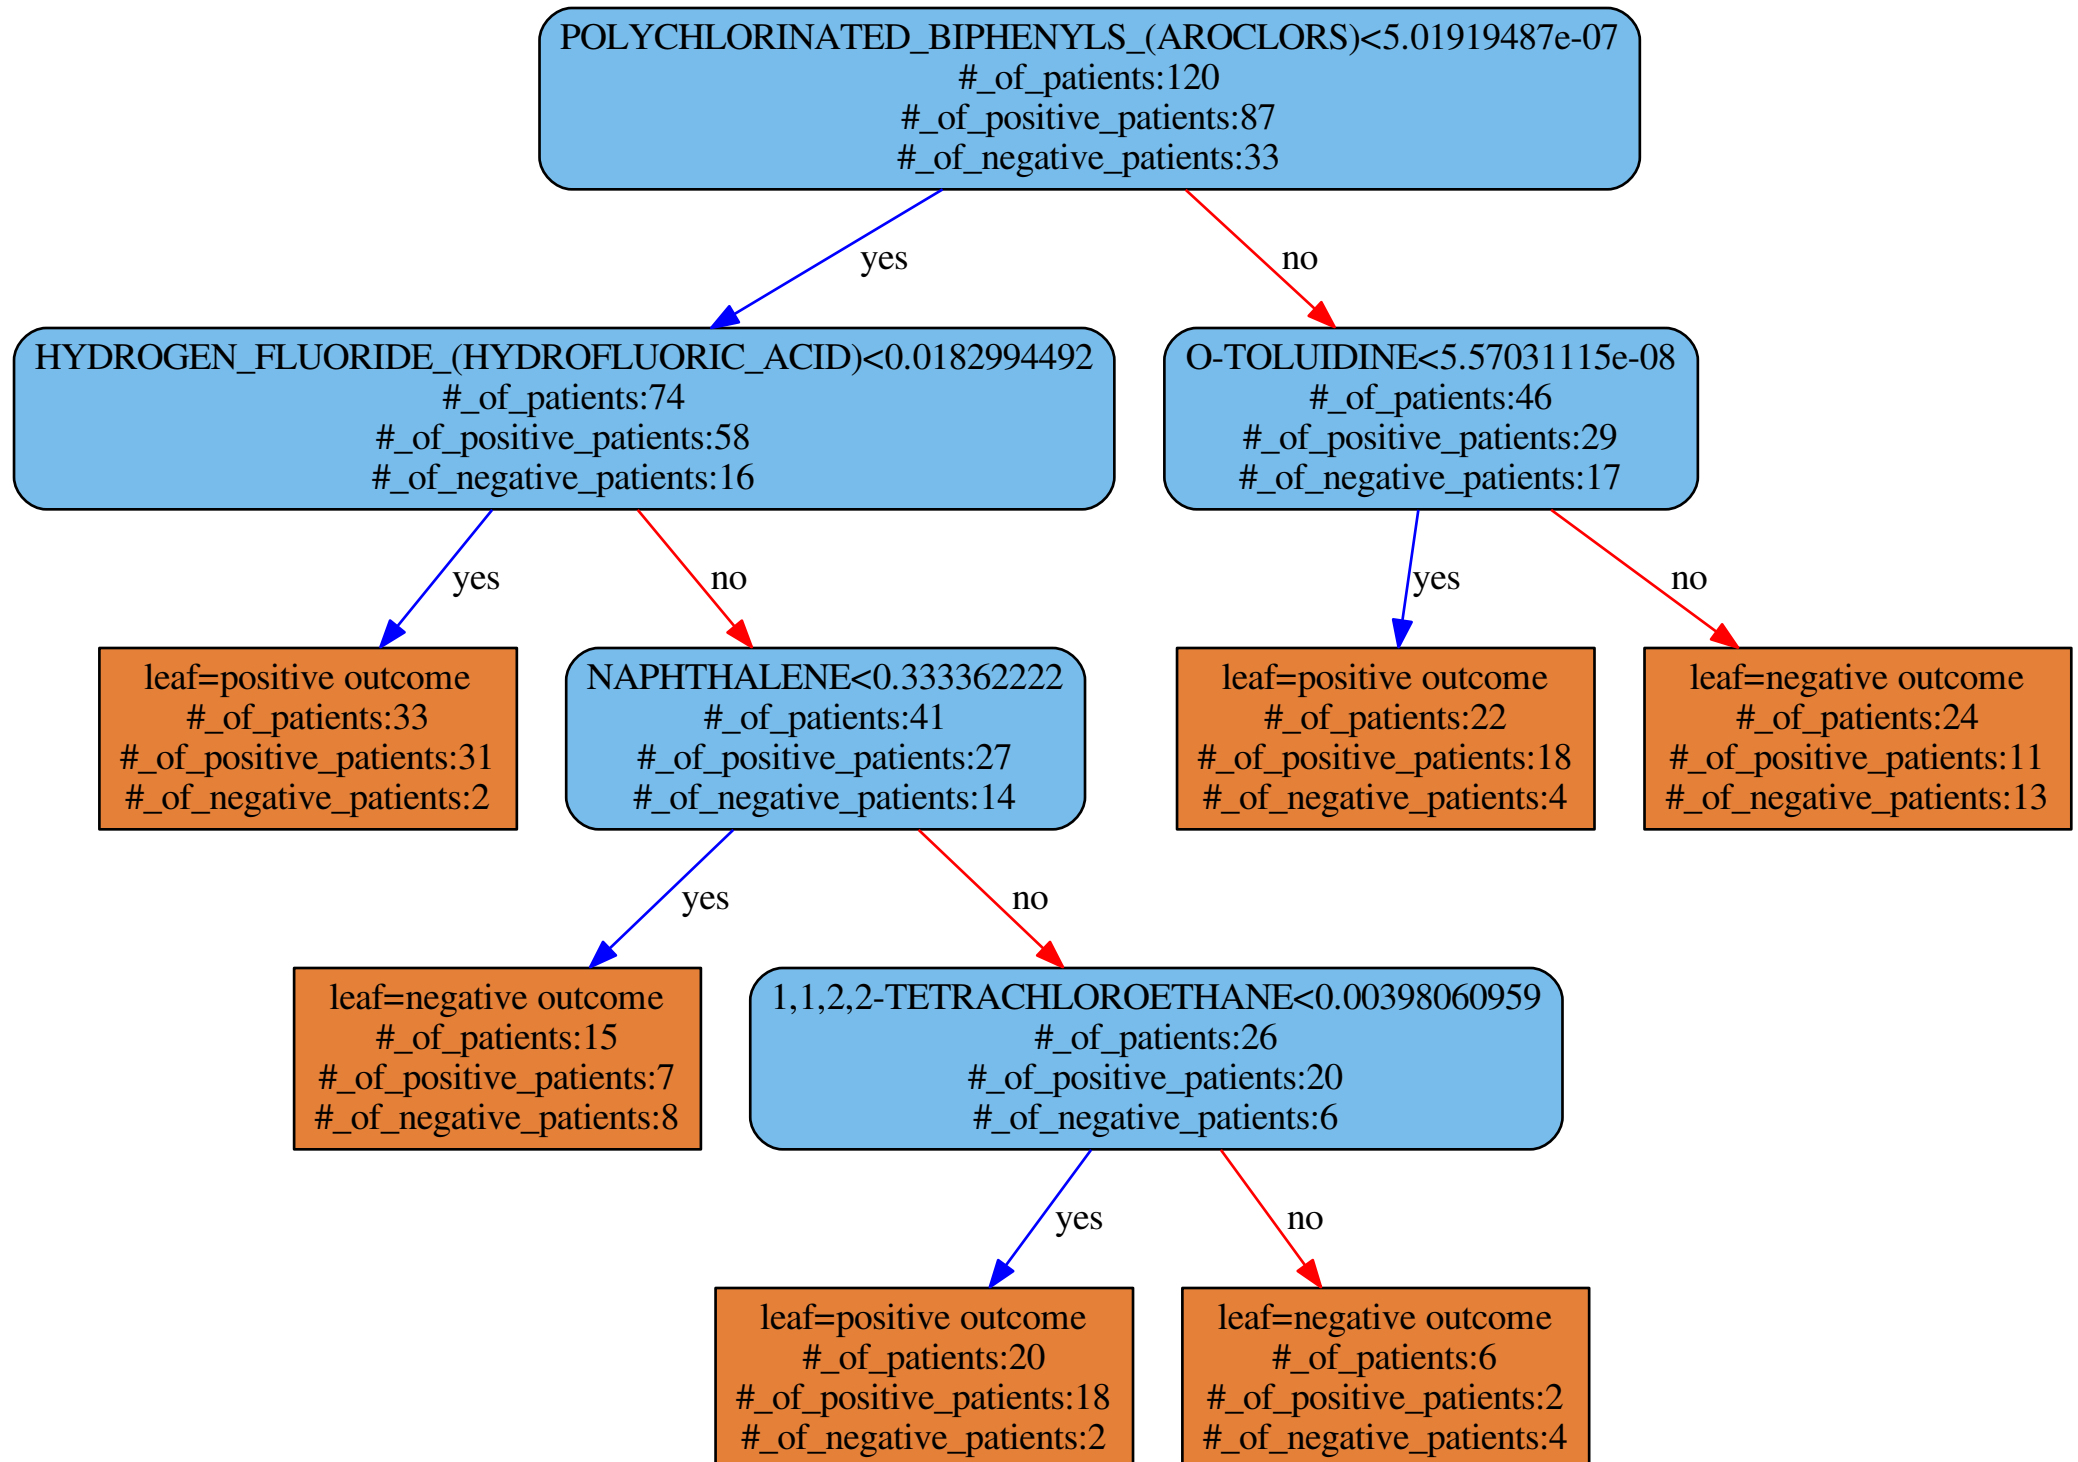 POLYCHLORINATED_BIPHENYLS_(AROCLORS)<5.01919487e-07
#_of_patients:120
#_of_positive_patients:87
#_of_negative_patients:33
yes
no
HYDROGEN_FLUORIDE_(HYDROFLUORIC_ACID)<0.0182994492
#_of_patients:74
#_of_positive_patients:58
#_of_negative_patients:16
O-TOLUIDINE<5.57031115e-08
#_of_patients:46
#_of_positive_patients:29
#_of_negative_patients:17
yes
no
yes
no
leaf=positive outcome
#_of_patients:33
#_of_positive_patients:31
#_of_negative_patients:2
NAPHTHALENE<0.333362222
#_of_patients:41
#_of_positive_patients:27
#_of_negative_patients:14
leaf=positive outcome
#_of_patients:22
#_of_positive_patients:18
#_of_negative_patients:4
leaf=negative outcome
#_of_patients:24
#_of_positive_patients:11
#_of_negative_patients:13
yes
no
leaf=negative outcome
#_of_patients:15
#_of_positive_patients:7
#_of_negative_patients:8
1,1,2,2-TETRACHLOROETHANE<0.00398060959
#_of_patients:26
#_of_positive_patients:20
#_of_negative_patients:6
yes
no
leaf=positive outcome
#_of_patients:20
#_of_positive_patients:18
#_of_negative_patients:2
leaf=negative outcome
#_of_patients:6
#_of_positive_patients:2
#_of_negative_patients:4